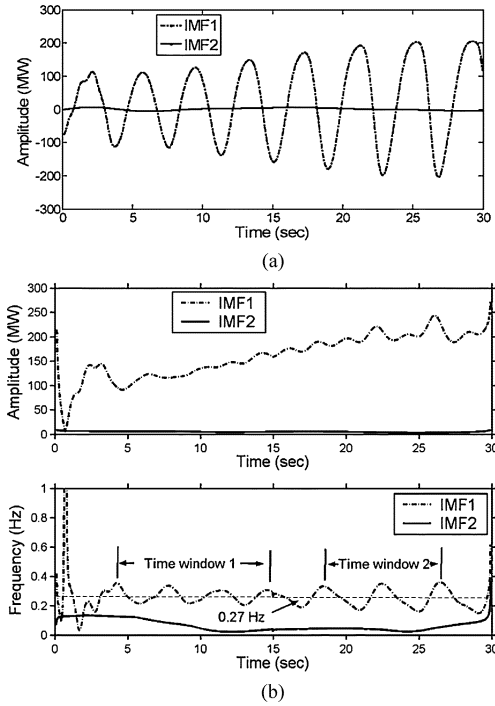 300
200
100
0
-100
-200
-300
Amplitude (MW)
IMF1
IMF2
0 5 10 15 20 25 30
Time (sec)
(a)
300
250
200
150
100
50
0
Amplitude (MW)
IMF1
IMF2
0 5 10 15 20 25 30
Time (sec)
1
0.8
0.6
0.4
0.2
0
Frequency (Hz)
IMF1
IMF2
Time window 1
Time window 2
0.27 Hz
0 5 10 15 20 25 30
Time (sec)
(b)